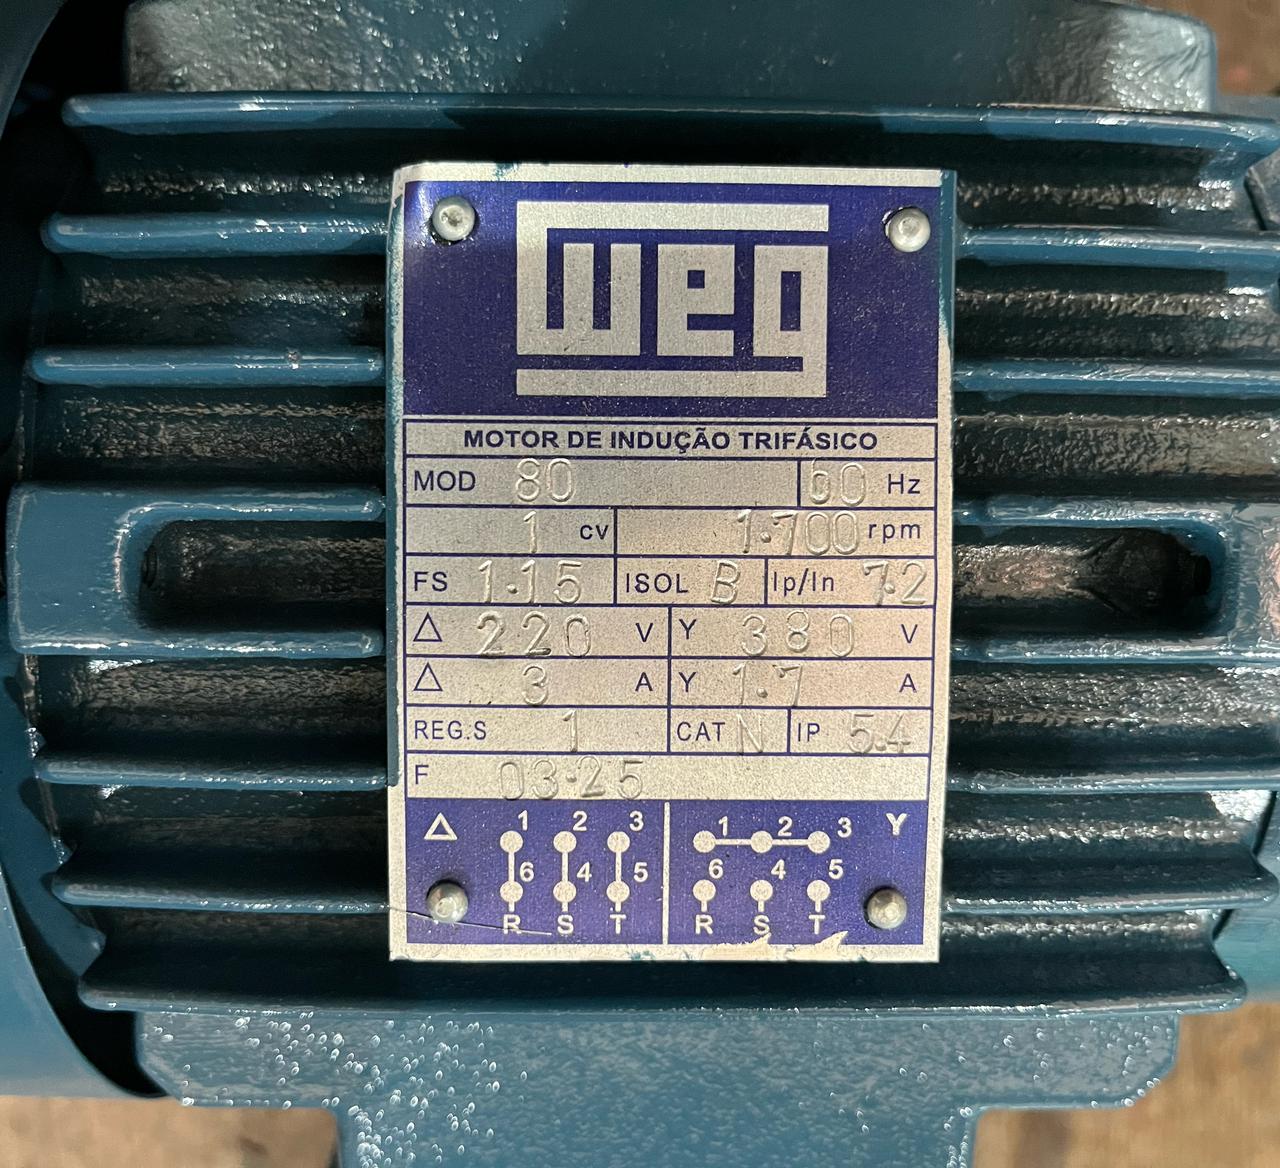 weg
MOTOR DE INDUÇÃO TRIFÁSICO
MOD 80 60 Hz
1 cv 1.700 rpm
FS 1.15 ISOL B Ip/In 7.2
△ 220 V Y 380 V
△ 3 A Y 1.7 A
REG.S 1 CAT N IP 5.4
F 03.25
△ 1 2 3 1 2 3 Y
6 4 5 6 4 5
R S T R S T